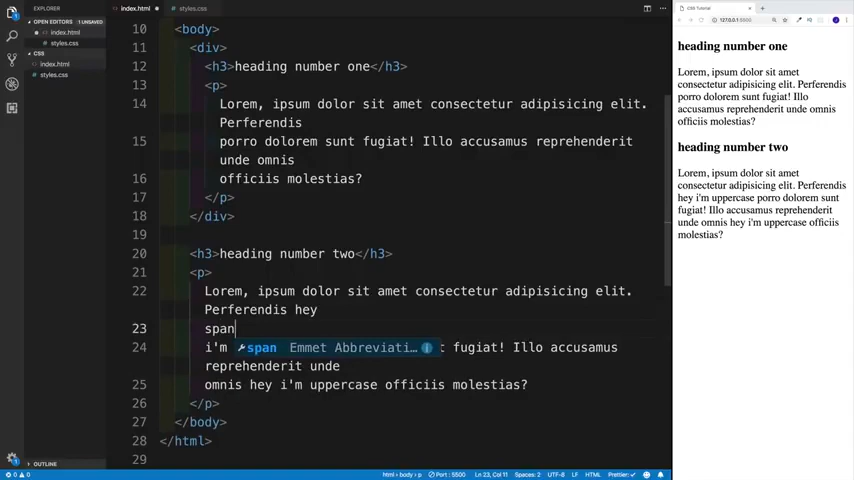 EXPLORER
OPEN EDITORS 1 UNSAVED
index.html
styles.css
CSS
index.html
styles.css
OUTLINE
index.html
styles.css
10 <body>
11 <div>
12 <h3>heading number one</h3>
13 <p>
14 Lorem, ipsum dolor sit amet consectetur adipisicing elit.
Perferendis
15 porro dolorem sunt fugiat! Illo accusamus reprehenderit
unde omnis
16 officiis molestias?
17 </p>
18 </div>
19
20 <h3>heading number two</h3>
21 <p>
22 Lorem, ipsum dolor sit amet consectetur adipisicing elit.
Perferendis hey
23 span
span Emmet Abbreviati...
24 i'm t fugiat! Illo accusamus
reprehenderit unde
25 omnis hey i'm uppercase officiis molestias?
26 </p>
27 </body>
28 </html>
29
0 0 html › body › p Port : 5500 Ln 23, Col 11 Spaces: 2 UTF-8 LF HTML Prettier: ✓
CSS Tutorial
127.0.0.1:5500
heading number one
Lorem, ipsum dolor sit amet
consectetur adipisicing elit. Perferendis
porro dolorem sunt fugiat! Illo
accusamus reprehenderit unde omnis
officiis molestias?
heading number two
Lorem, ipsum dolor sit amet
consectetur adipisicing elit. Perferendis
hey i'm uppercase porro dolorem sunt
fugiat! Illo accusamus reprehenderit
unde omnis hey i'm uppercase officiis
molestias?